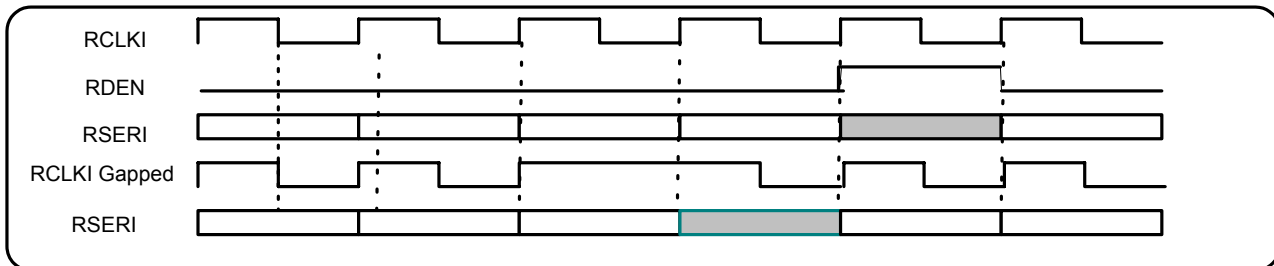 RCLKI
RDEN
RSERI
RCLKI Gapped
RSERI